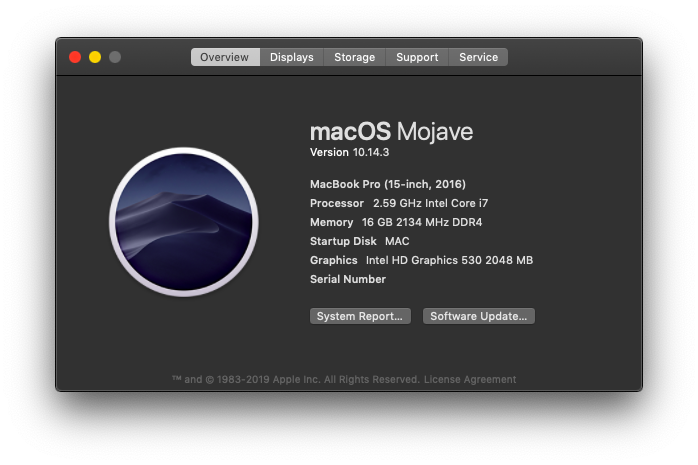 Overview Displays Storage Support Service
macOS Mojave
Version 10.14.3
MacBook Pro (15-inch, 2016)
Processor 2.59 GHz Intel Core i7
Memory 16 GB 2134 MHz DDR4
Startup Disk MAC
Graphics Intel HD Graphics 530 2048 MB
Serial Number
System Report... Software Update...
™ and © 1983-2019 Apple Inc. All Rights Reserved. License Agreement